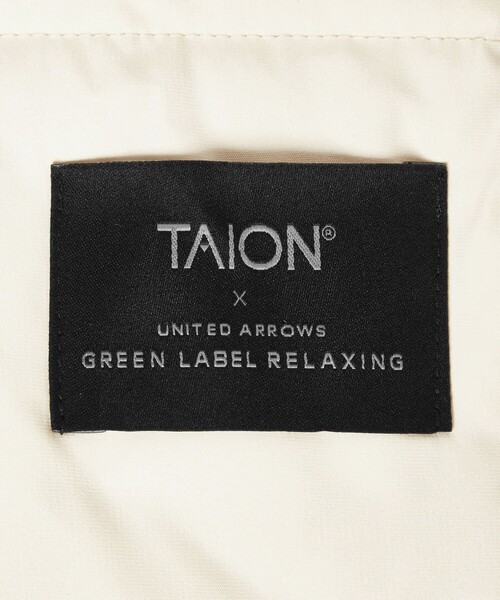 TAION®
X
UNITED ARROWS
GREEN LABEL RELAXING